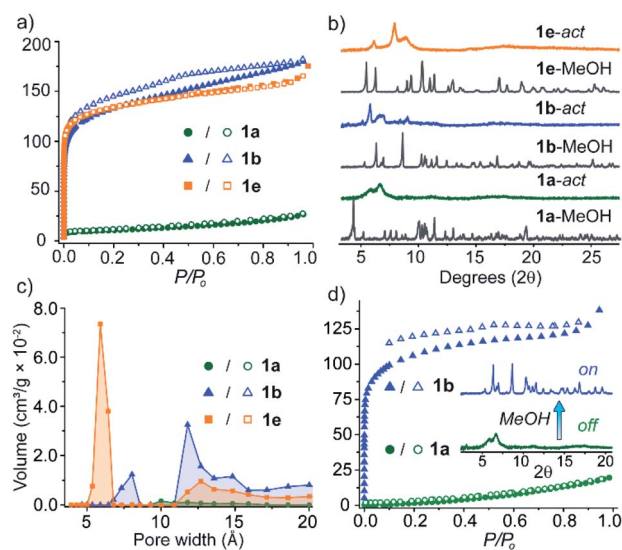 a)
200
150
100
50
0
0.0 0.2 0.4 0.6 0.8 1.0
P/P₀
/ 1a
/ 1b
/ 1e
b)
1e-act
1e-MeOH
1b-act
1b-MeOH
1a-act
1a-MeOH
5 10 15 20 25
Degrees (2θ)
c)
Volume (cm³/g × 10⁻²)
8.0
6.0
4.0
2.0
0.0
5 10 15 20
Pore width (Å)
/ 1a
/ 1b
/ 1e
d)
125
100
75
50
25
0
0.0 0.2 0.4 0.6 0.8 1.0
P/P₀
/ 1b
/ 1a
on
MeOH
off
5 10 15 20
2θ